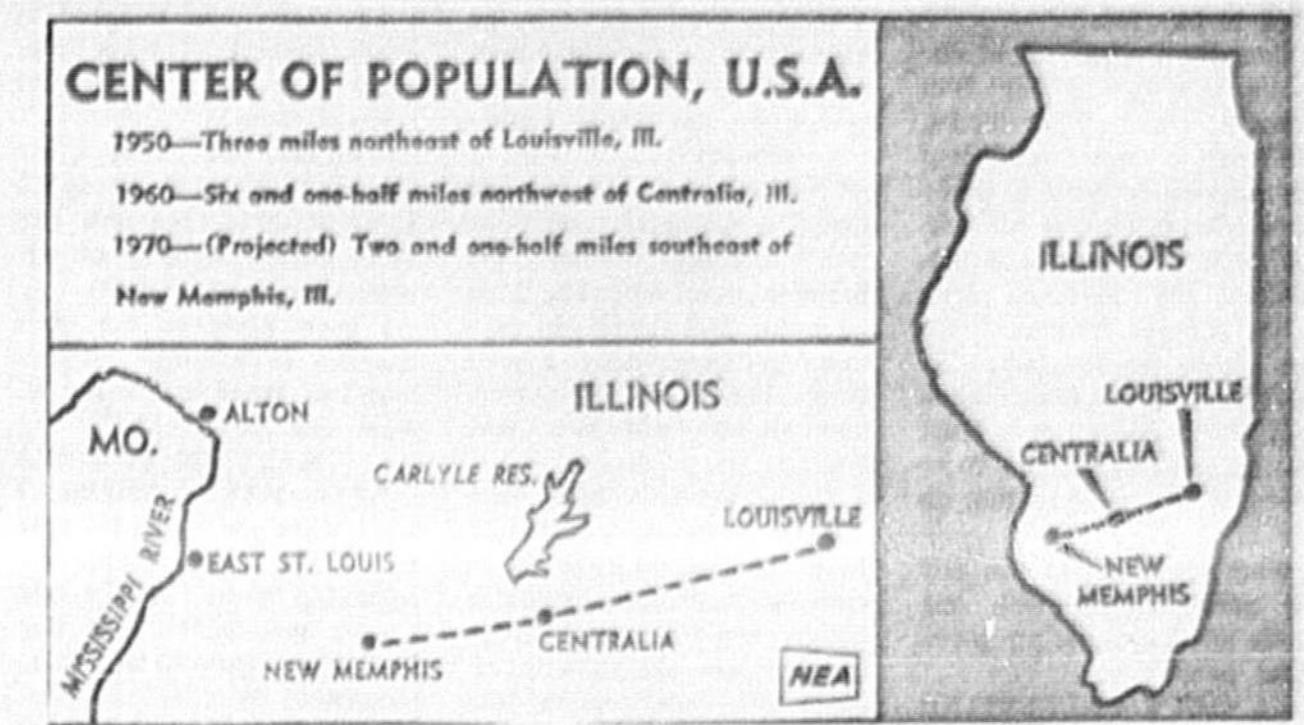 CENTER OF POPULATION, U.S.A.
1950—Three miles northeast of Louisville, Ill.
1960—Six and one-half miles northwest of Centralia, Ill.
1970—(Projected) Two and one-half miles southeast of
New Memphis, Ill.
ILLINOIS
ALTON
MO.
CARLYLE RES.
LOUISVILLE
MISSISSIPPI RIVER
EAST ST. LOUIS
CENTRALIA
NEW MEMPHIS
NEA
ILLINOIS
LOUISVILLE
CENTRALIA
NEW
MEMPHIS